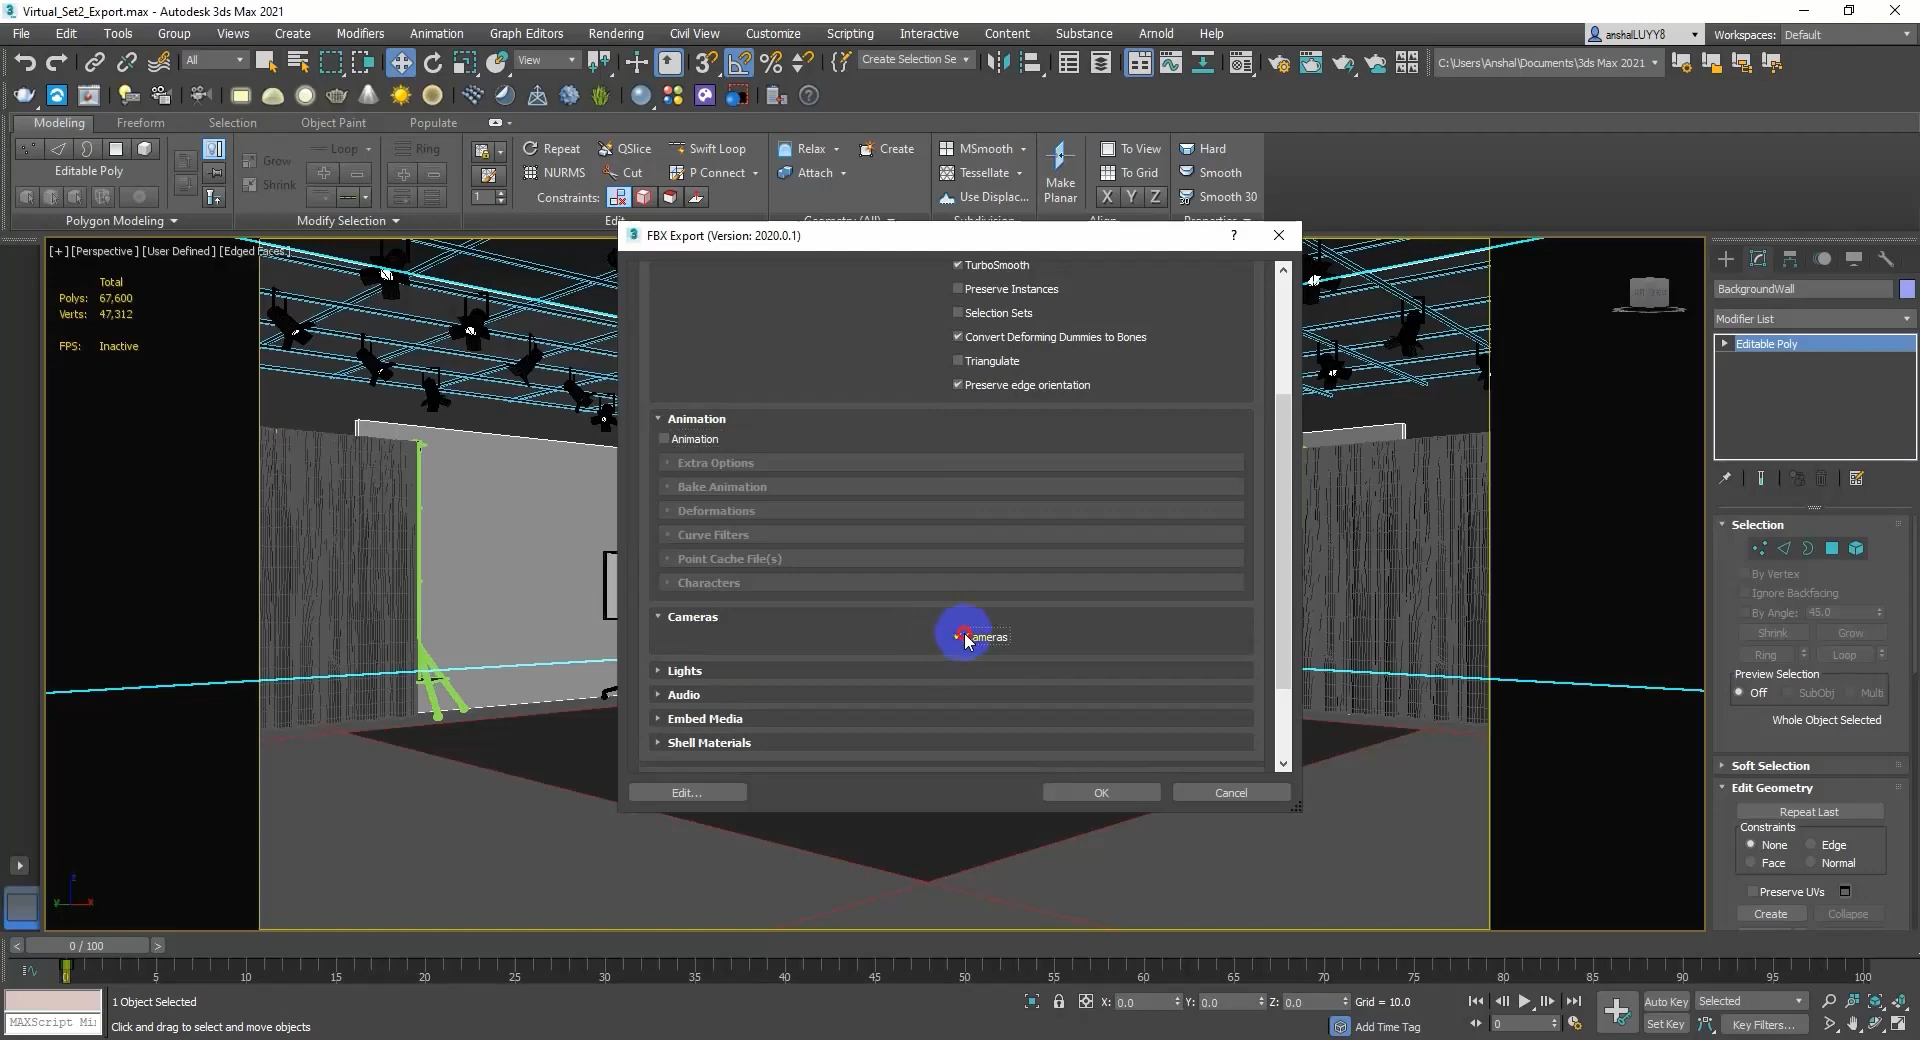 Virtual_Set2_Export.max - Autodesk 3ds Max 2021
File Edit Tools Group Views Create Modifiers Animation Graph Editors Rendering Civil View Customize Scripting Interactive Content Substance Arnold Help
anshalLUYY8 Workspaces: Default
All View Create Selection Se C:\Users\Anshal\Documents\3ds Max 2021
Modeling Freeform Selection Object Paint Populate
Loop Ring Repeat QSlice Swift Loop Relax Create MSmooth To View Hard
Editable Poly Grow NURMS Cut P Connect Attach Tessellate To Grid Smooth
Shrink 1 Constraints: Use Displac... Make Planar X Y Z Smooth 30
Polygon Modeling Modify Selection Edit Geometry (All) Subdivision Align Properties
FBX Export (Version: 2020.0.1) ?
[+] [Perspective] [User Defined] [Edged Faces]
Total
Polys: 67,600
Verts: 47,312
FPS: Inactive
TurboSmooth
Preserve Instances
Selection Sets
Convert Deforming Dummies to Bones
Triangulate
Preserve edge orientation
Animation
Animation
Extra Options
Bake Animation
Deformations
Curve Filters
Point Cache File(s)
Characters
Cameras
ameras
Lights
Audio
Embed Media
Shell Materials
Edit... OK Cancel
BackgroundWall
Modifier List
Editable Poly
Selection
By Vertex
Ignore Backfacing
By Angle: 45.0
Shrink Grow
Ring Loop
Preview Selection
Off SubObj Multi
Whole Object Selected
Soft Selection
Edit Geometry
Repeat Last
Constraints
None Edge
Face Normal
Preserve UVs
Create Collapse
z
y x
< 0 / 100 >
0 5 10 15 20 25 30 35 40 45 50 55 60 65 70 75 80 85 90 95 100
1 Object Selected X: 0.0 Y: 0.0 Z: 0.0 Grid = 10.0 Auto Key Selected
MAXScript Mi
Click and drag to select and move objects Add Time Tag 0 Set Key Key Filters...